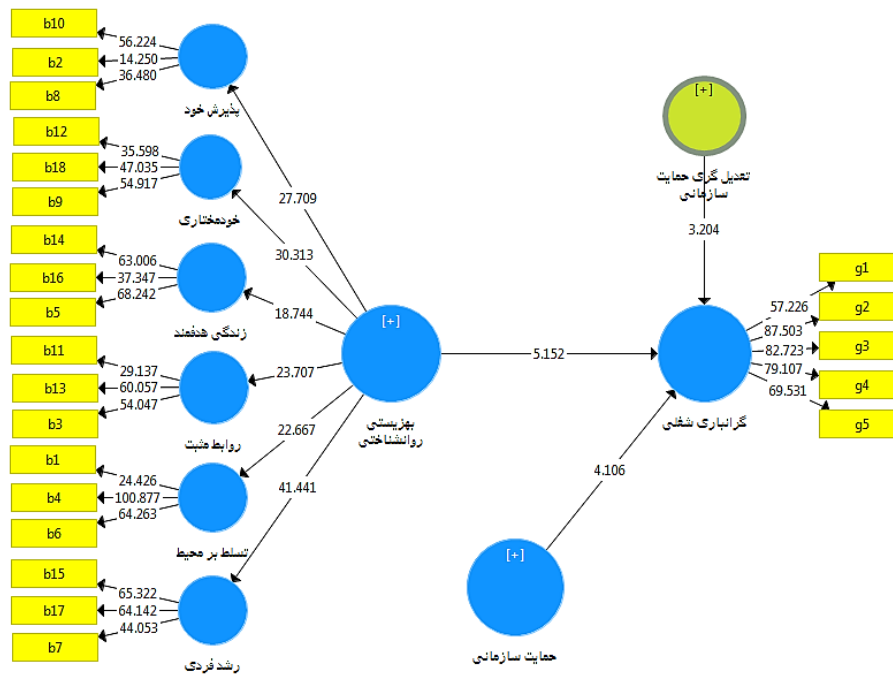 b10
b2
b8
56.224
14.250
36.480
پذیرش خود
b12
b18
b9
35.598
47.035
54.917
خودمختاری
b14
b16
b5
63.006
37.347
68.242
زندگی هدفمند
b11
b13
b3
29.137
60.057
54.047
روابط مثبت
b1
b4
b6
24.426
100.877
64.263
تسلط بر محیط
b15
b17
b7
65.322
64.142
44.053
رشد فردی
27.709
30.313
18.744
23.707
22.667
41.441
[+]
بهزیستی
روانشناختی
5.152
[+]
تعدیل گری حمایت
سازمانی
3.204
گرانباری شغلی
57.226
87.503
82.723
79.107
69.531
g1
g2
g3
g4
g5
4.106
[+]
حمایت سازمانی